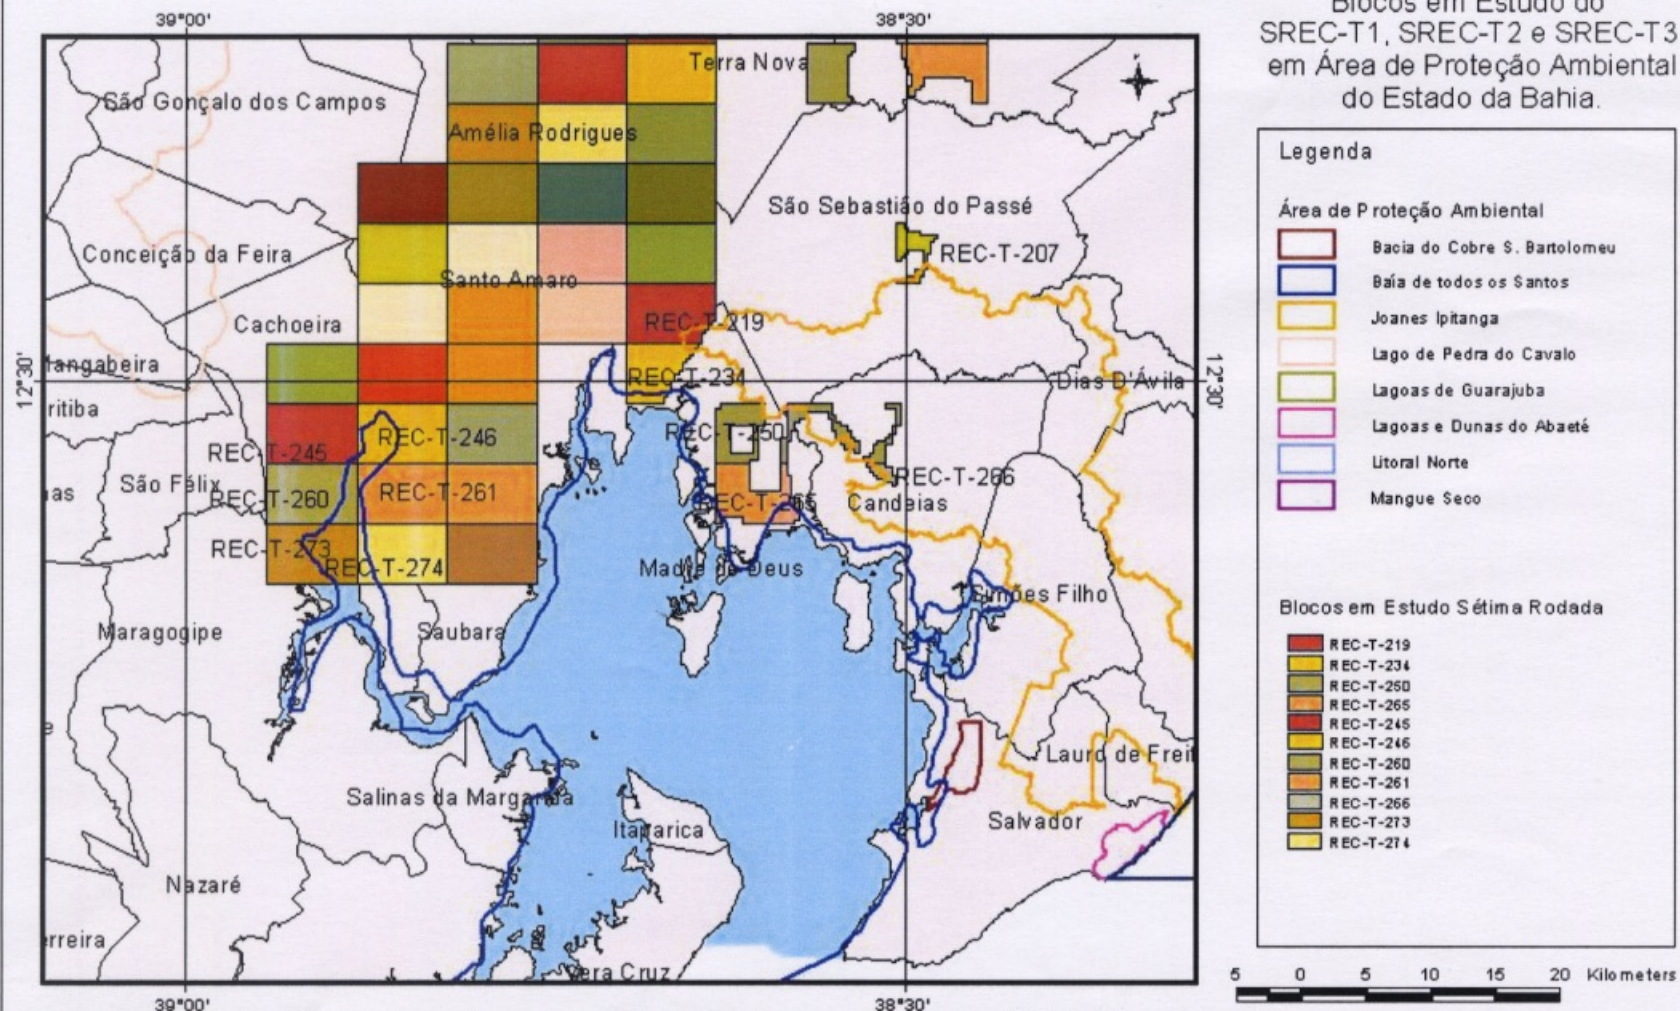 Blocos em Estudo do
SREC-T1, SREC-T2 e SREC-T3
em Área de Proteção Ambiental
do Estado da Bahia.
39°00'
38°30'
Terra Nova
São Gonçalo dos Campos
Amélia Rodrigues
São Sebastião do Passé
Conceição da Feira
REC-T-207
Santo Amaro
Cachoeira
REC-T-219
12°30'
angabeira
REC-T-234
Dias D'Ávila
12°30'
ritiba
REC-T-245
REC-T-246
REC-T-250
REC-T-266
as
São Félix
REC-T-260
REC-T-261
REC-T-265
Candeias
REC-T-273
REC-T-274
Madre de Deus
Simões Filho
Maragogipe
Saubara
e
Lauro de Frei
Salinas da Margarida
Itaparica
Salvador
Nazaré
erreira
Vera Cruz
39°00'
38°30'
Legenda
Área de Proteção Ambiental
Bacia do Cobre S. Bartolomeu
Baía de todos os Santos
Joanes Ipitanga
Lago de Pedra do Cavalo
Lagoas de Guarajuba
Lagoas e Dunas do Abaeté
Litoral Norte
Mangue Seco
Blocos em Estudo Sétima Rodada
REC-T-219
REC-T-234
REC-T-250
REC-T-265
REC-T-245
REC-T-246
REC-T-260
REC-T-261
REC-T-266
REC-T-273
REC-T-274
5 0 5 10 15 20 Kilometers